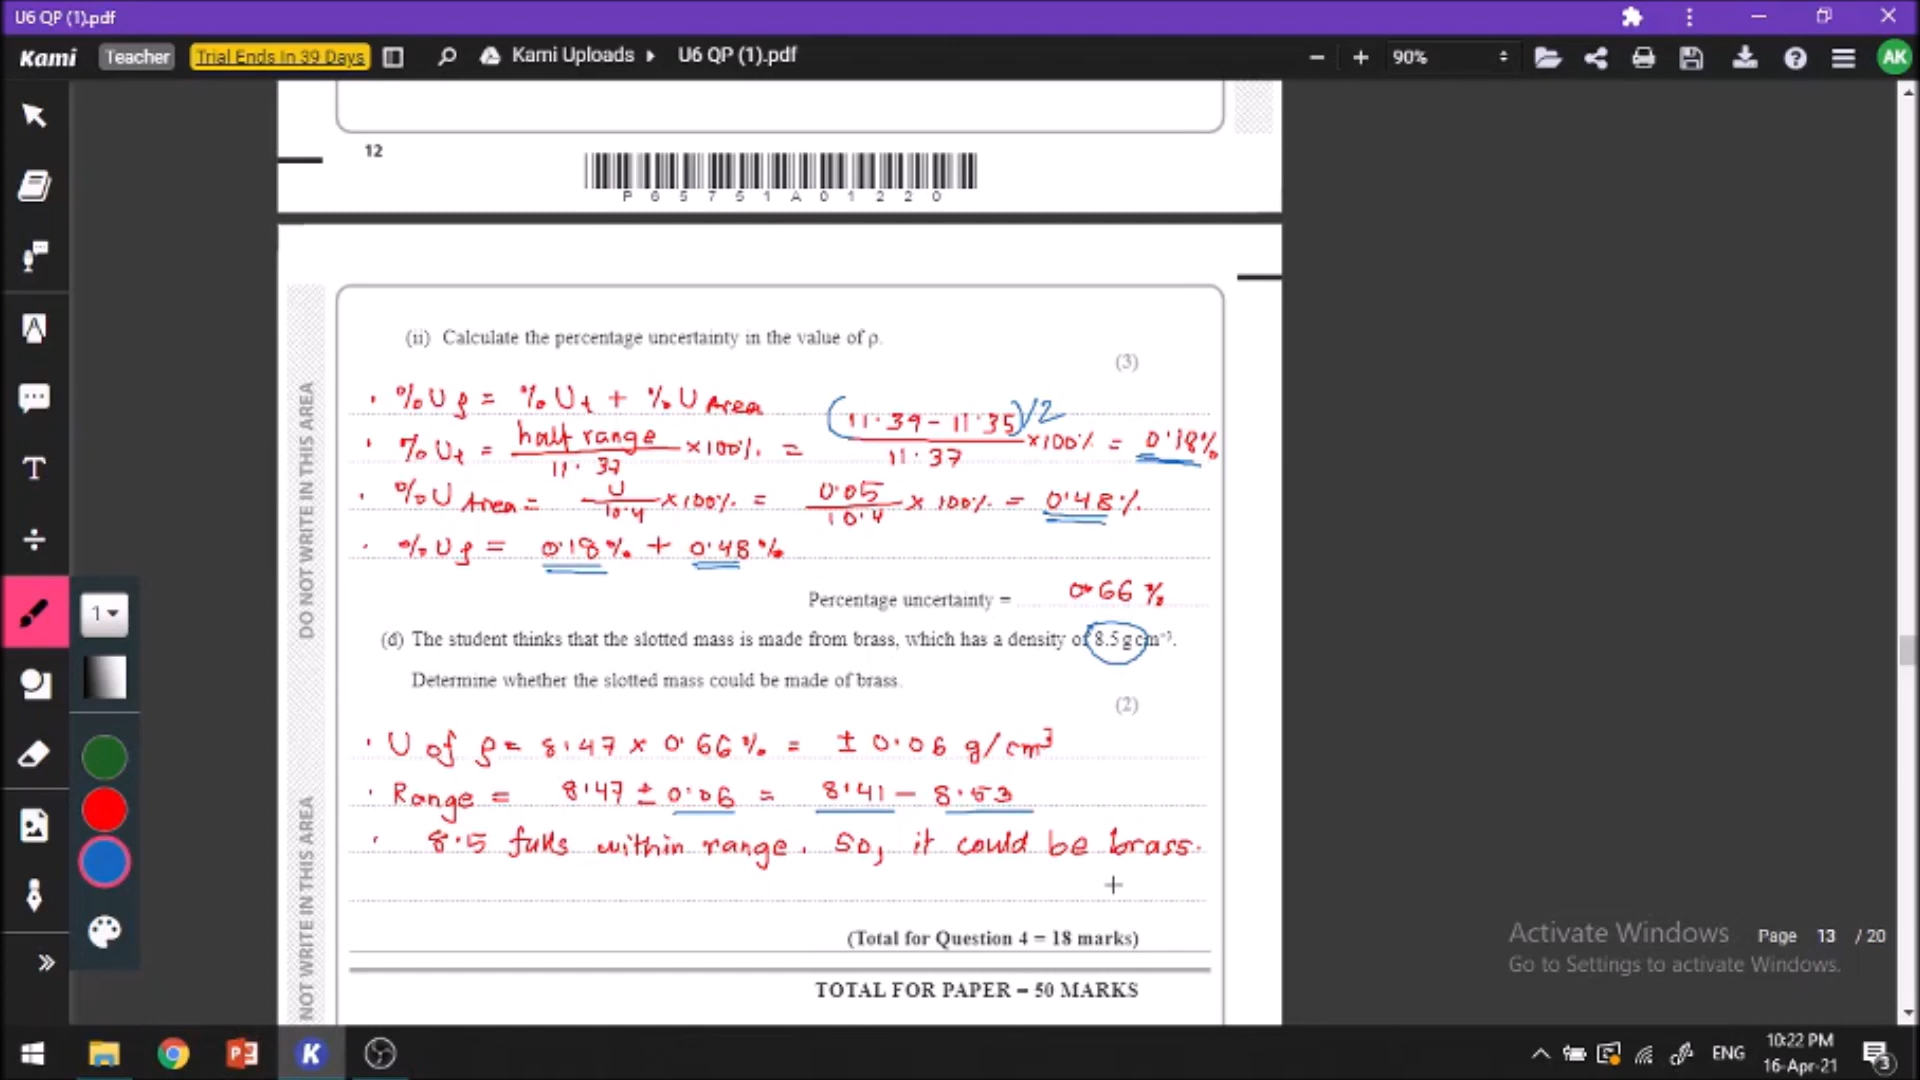 U6 QP (1).pdf
Kami Teacher Trial Ends In 39 Days Kami Uploads U6 QP (1).pdf 90% AK
12
P 6 5 7 5 1 A 0 1 2 2 0
DO NOT WRITE IN THIS AREA
(ii) Calculate the percentage uncertainty in the value of ρ.
(3)
· %U ρ = %U t + %U Area
· %U t = half range / 11.37 ×100% = (11.39 - 11.35)/2 / 11.37 ×100% = 0.18%
· %U Area = U / 10.4 ×100% = 0.05 / 10.4 × 100% = 0.48%
· %U ρ = 0.18% + 0.48%
Percentage uncertainty = 0.66 %
(d) The student thinks that the slotted mass is made from brass, which has a density of 8.5 g cm⁻³.
Determine whether the slotted mass could be made of brass.
(2)
· U of ρ = 8.47 × 0.66% = ± 0.06 g/cm³
· Range = 8.47 ± 0.06 = 8.41 – 8.53
· 8.5 falls within range. So, it could be brass.
NOT WRITE IN THIS AREA
(Total for Question 4 = 18 marks)
TOTAL FOR PAPER = 50 MARKS
1
T
Activate Windows
Go to Settings to activate Windows.
Page 13 / 20
K
ENG
10:22 PM
16-Apr-21
3